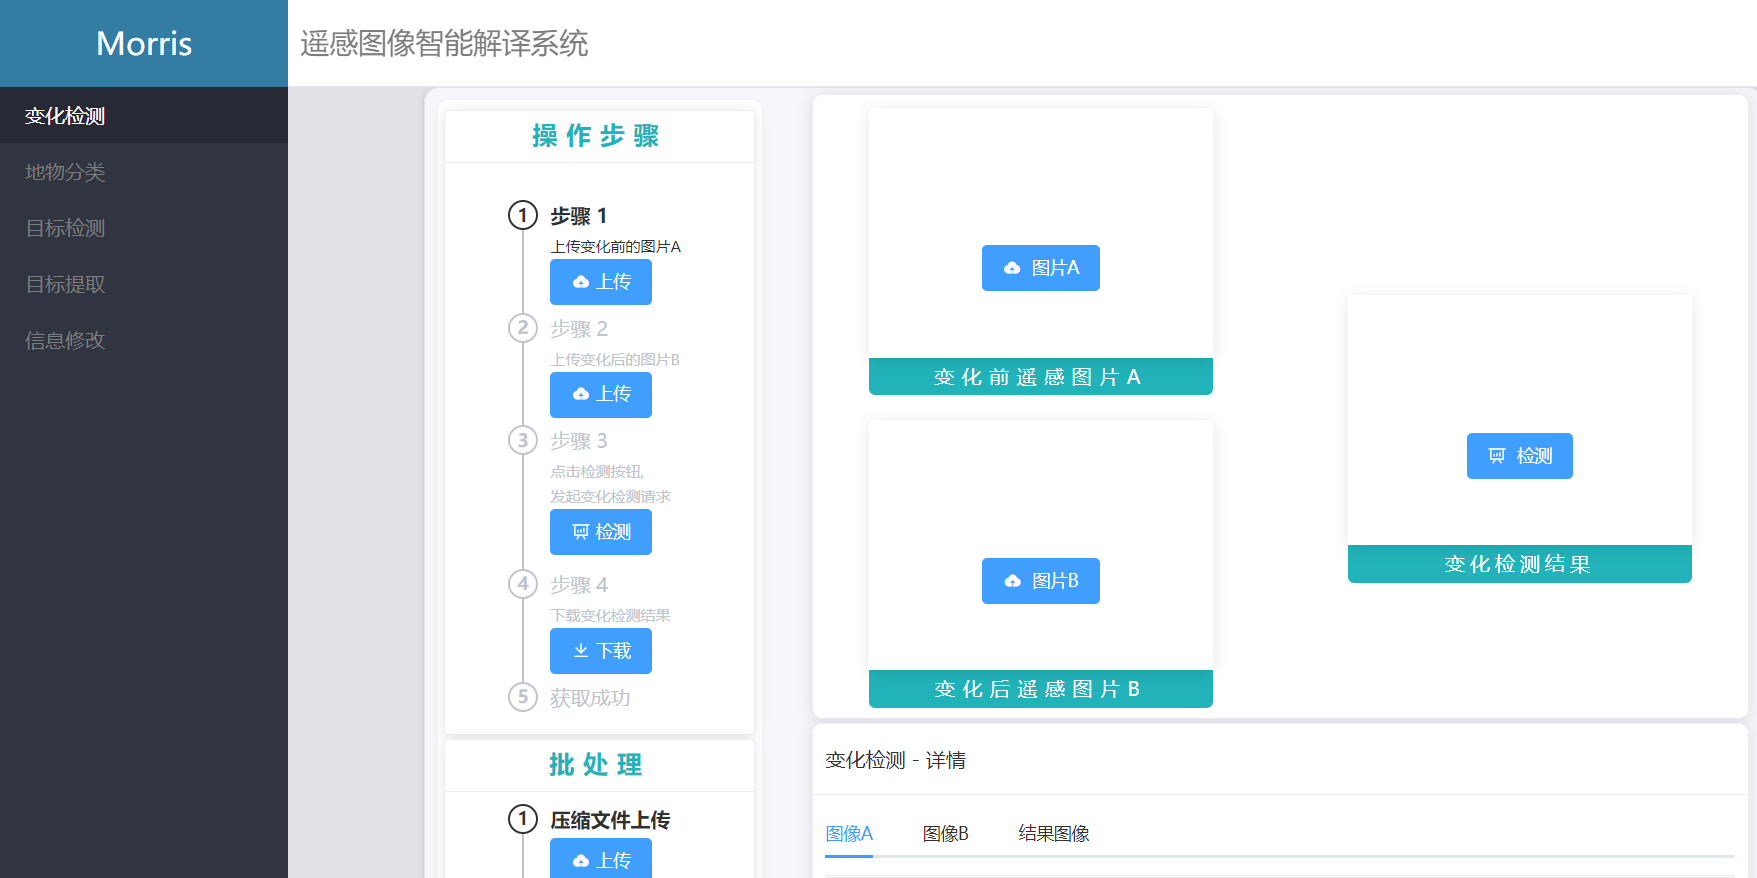 Morris
遥感图像智能解译系统
变化检测
地物分类
目标检测
目标提取
信息修改
操作步骤
1 步骤 1
上传变化前的图片A
上传
2 步骤 2
上传变化后的图片B
上传
3 步骤 3
点击检测按钮,
发起变化检测请求
检测
4 步骤 4
下载变化检测结果
下载
5 获取成功
批处理
1 压缩文件上传
上传
图片A
变化前遥感图片A
图片B
变化后遥感图片B
检测
变化检测结果
变化检测 - 详情
图像A 图像B 结果图像